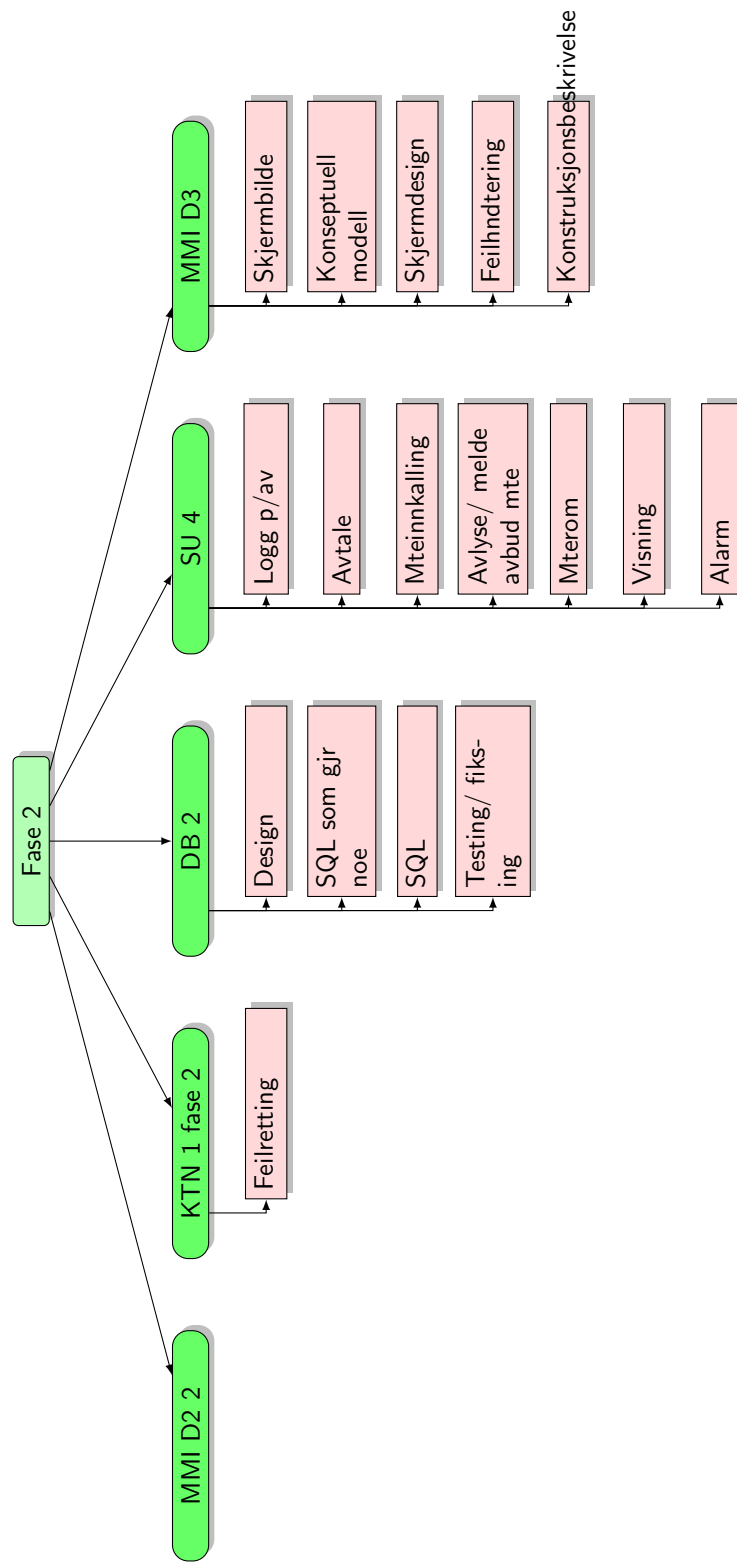 Fase 2
MMI D2 2
KTN 1 fase 2
Feilretting
DB 2
Design
SQL som gjr
noe
SQL
Testing/ fiks-
ing
SU 4
Logg p/av
Avtale
Mteinnkalling
Avlyse/ melde
avbud mte
Mterom
Visning
Alarm
MMI D3
Skjermbilde
Konseptuell
modell
Skjermdesign
Feilhndtering
Konstruksjonsbeskrivelse